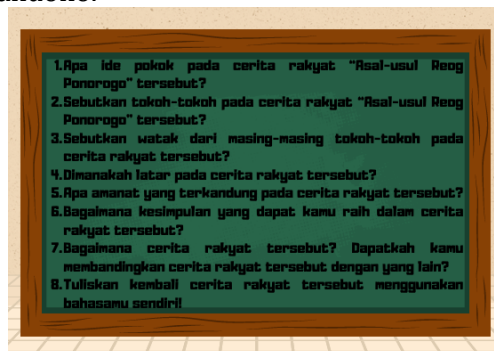 1.Apa ide pokok pada cerita rakyat "Asal-usul Reog
Ponorogo" tersebut?
2.Sebutkan tokoh-tokoh pada cerita rakyat "Asal-usul Reog
Ponorogo" tersebut?
3.Sebutkan watak dari masing-masing tokoh-tokoh pada
cerita rakyat tersebut?
4.Dimanakah latar pada cerita rakyat tersebut?
5.Apa amanat yang terkandung pada cerita rakyat tersebut?
6.Bagaimana kesimpulan yang dapat kamu raih dalam cerita
rakyat tersebut?
7.Bagaimana cerita rakyat tersebut? Dapatkah kamu
membandingkan cerita rakyat tersebut dengan yang lain?
8.Tuliskan kembali cerita rakyat tersebut menggunakan
bahasamu sendiri!